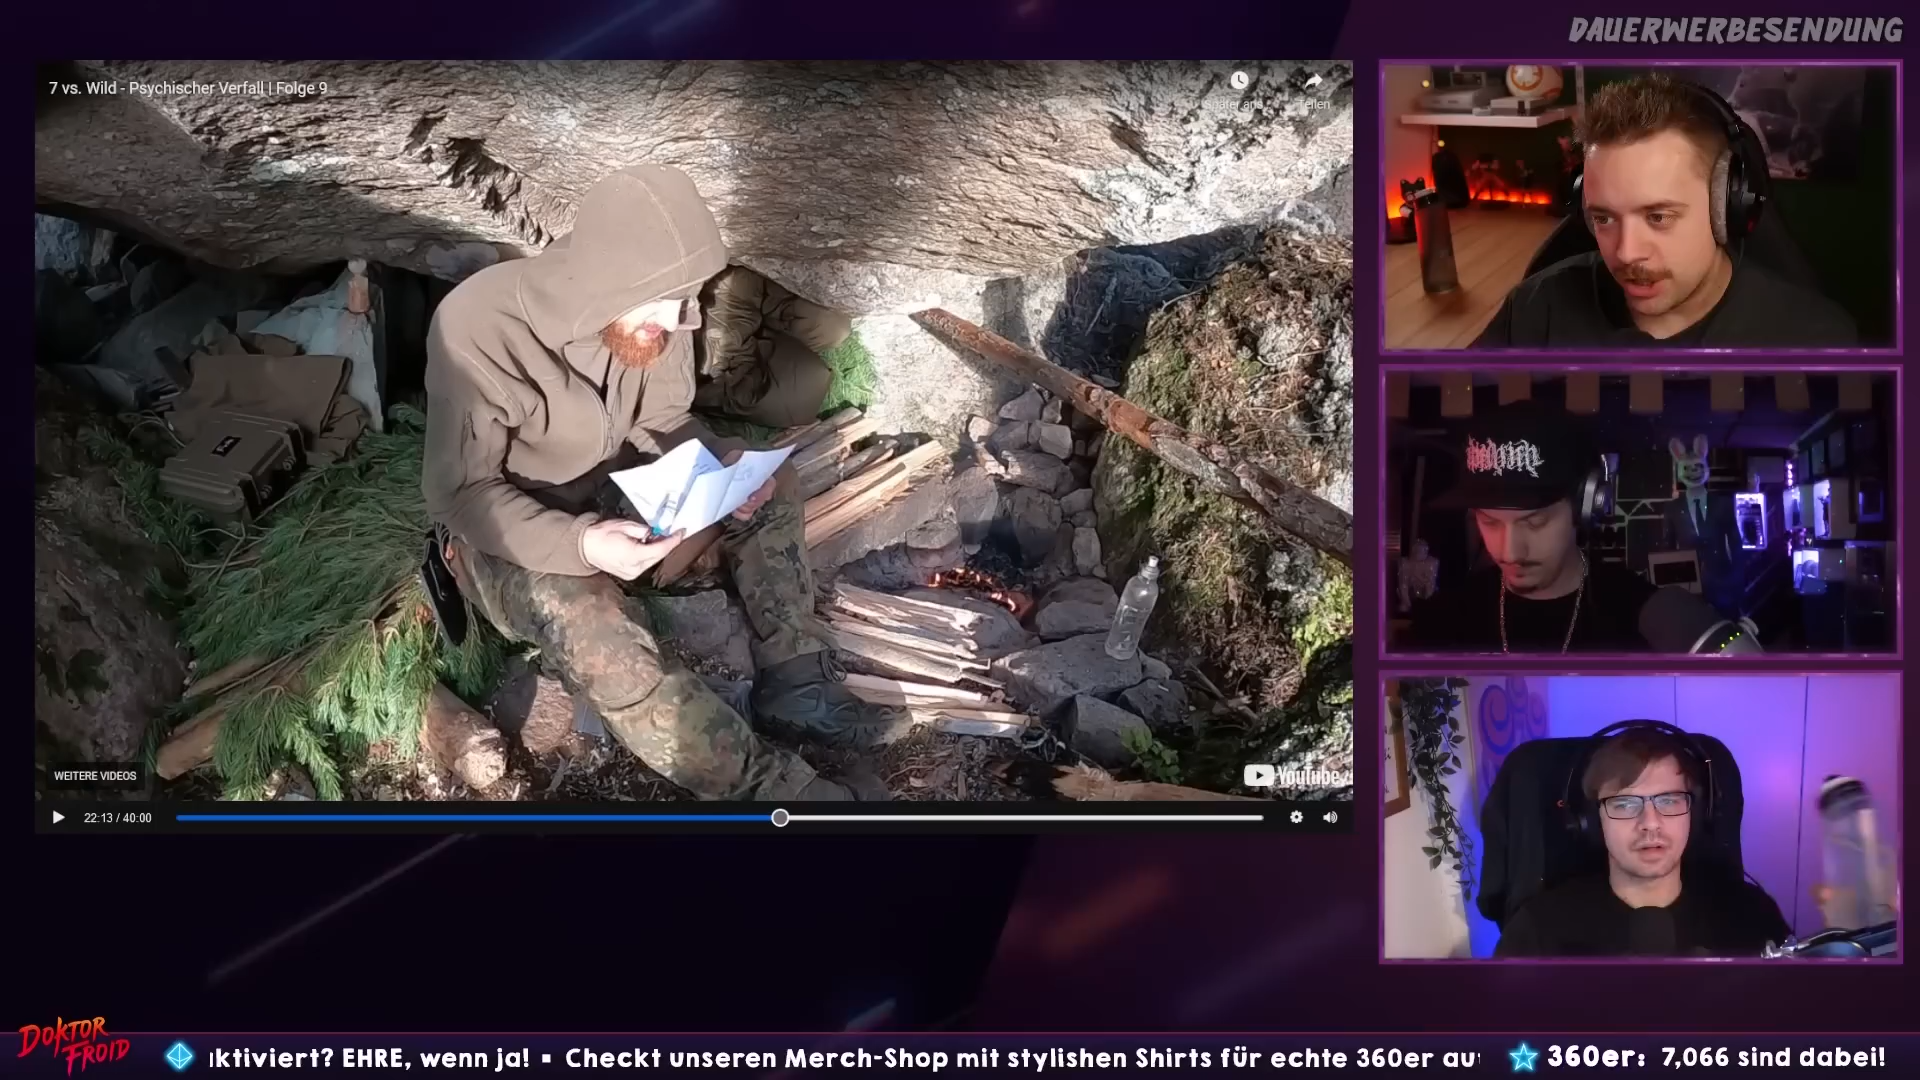 DAUERWERBESENDUNG
7 vs. Wild - Psychischer Verfall | Folge 9
Später ans...
Teilen
WEITERE VIDEOS
YouTube
22:13 / 40:00
DOKTOR
FROID
ktiviert? EHRE, wenn ja! ▪ Checkt unseren Merch-Shop mit stylishen Shirts für echte 360er au
360er: 7,066 sind dabei!